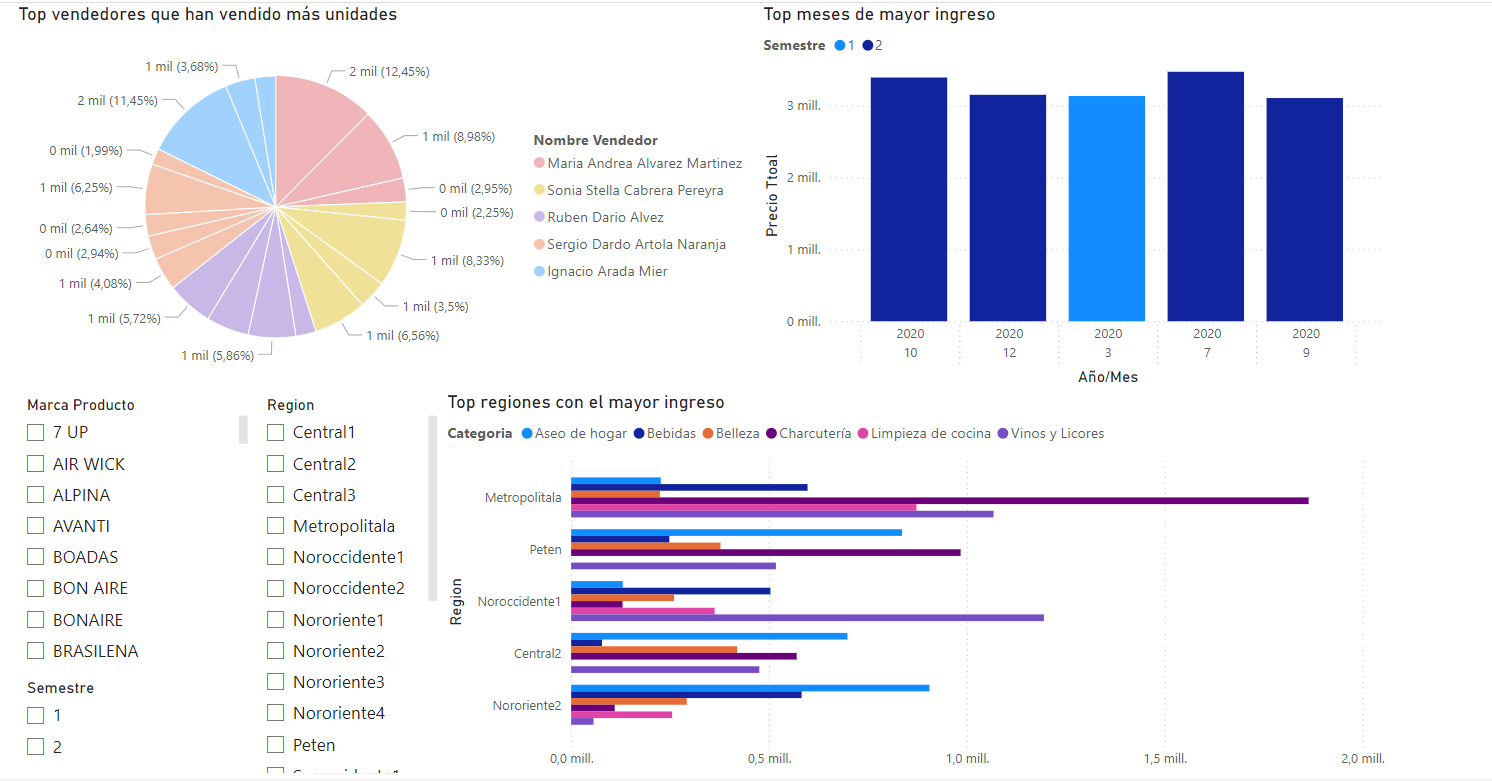 Top vendedores que han vendido más unidades
1 mil (3,68%)
2 mil (12,45%)
2 mil (11,45%)
1 mil (8,98%)
0 mil (1,99%)
1 mil (6,25%)
0 mil (2,95%)
0 mil (2,25%)
0 mil (2,64%)
0 mil (2,94%)
1 mil (8,33%)
1 mil (4,08%)
1 mil (3,5%)
1 mil (5,72%)
1 mil (6,56%)
1 mil (5,86%)
Nombre Vendedor
Maria Andrea Alvarez Martinez
Sonia Stella Cabrera Pereyra
Ruben Dario Alvez
Sergio Dardo Artola Naranja
Ignacio Arada Mier
Top meses de mayor ingreso
Semestre 1 2
Precio Ttoal
3 mill.
2 mill.
1 mill.
0 mill.
2020 2020 2020 2020 2020
10 12 3 7 9
Año/Mes
Marca Producto
7 UP
AIR WICK
ALPINA
AVANTI
BOADAS
BON AIRE
BONAIRE
BRASILENA
Semestre
1
2
Region
Central1
Central2
Central3
Metropolitala
Noroccidente1
Noroccidente2
Nororiente1
Nororiente2
Nororiente3
Nororiente4
Peten
Top regiones con el mayor ingreso
Categoria Aseo de hogar Bebidas Belleza Charcutería Limpieza de cocina Vinos y Licores
Region
Metropolitala
Peten
Noroccidente1
Central2
Nororiente2
0,0 mill. 0,5 mill. 1,0 mill. 1,5 mill. 2,0 mill.